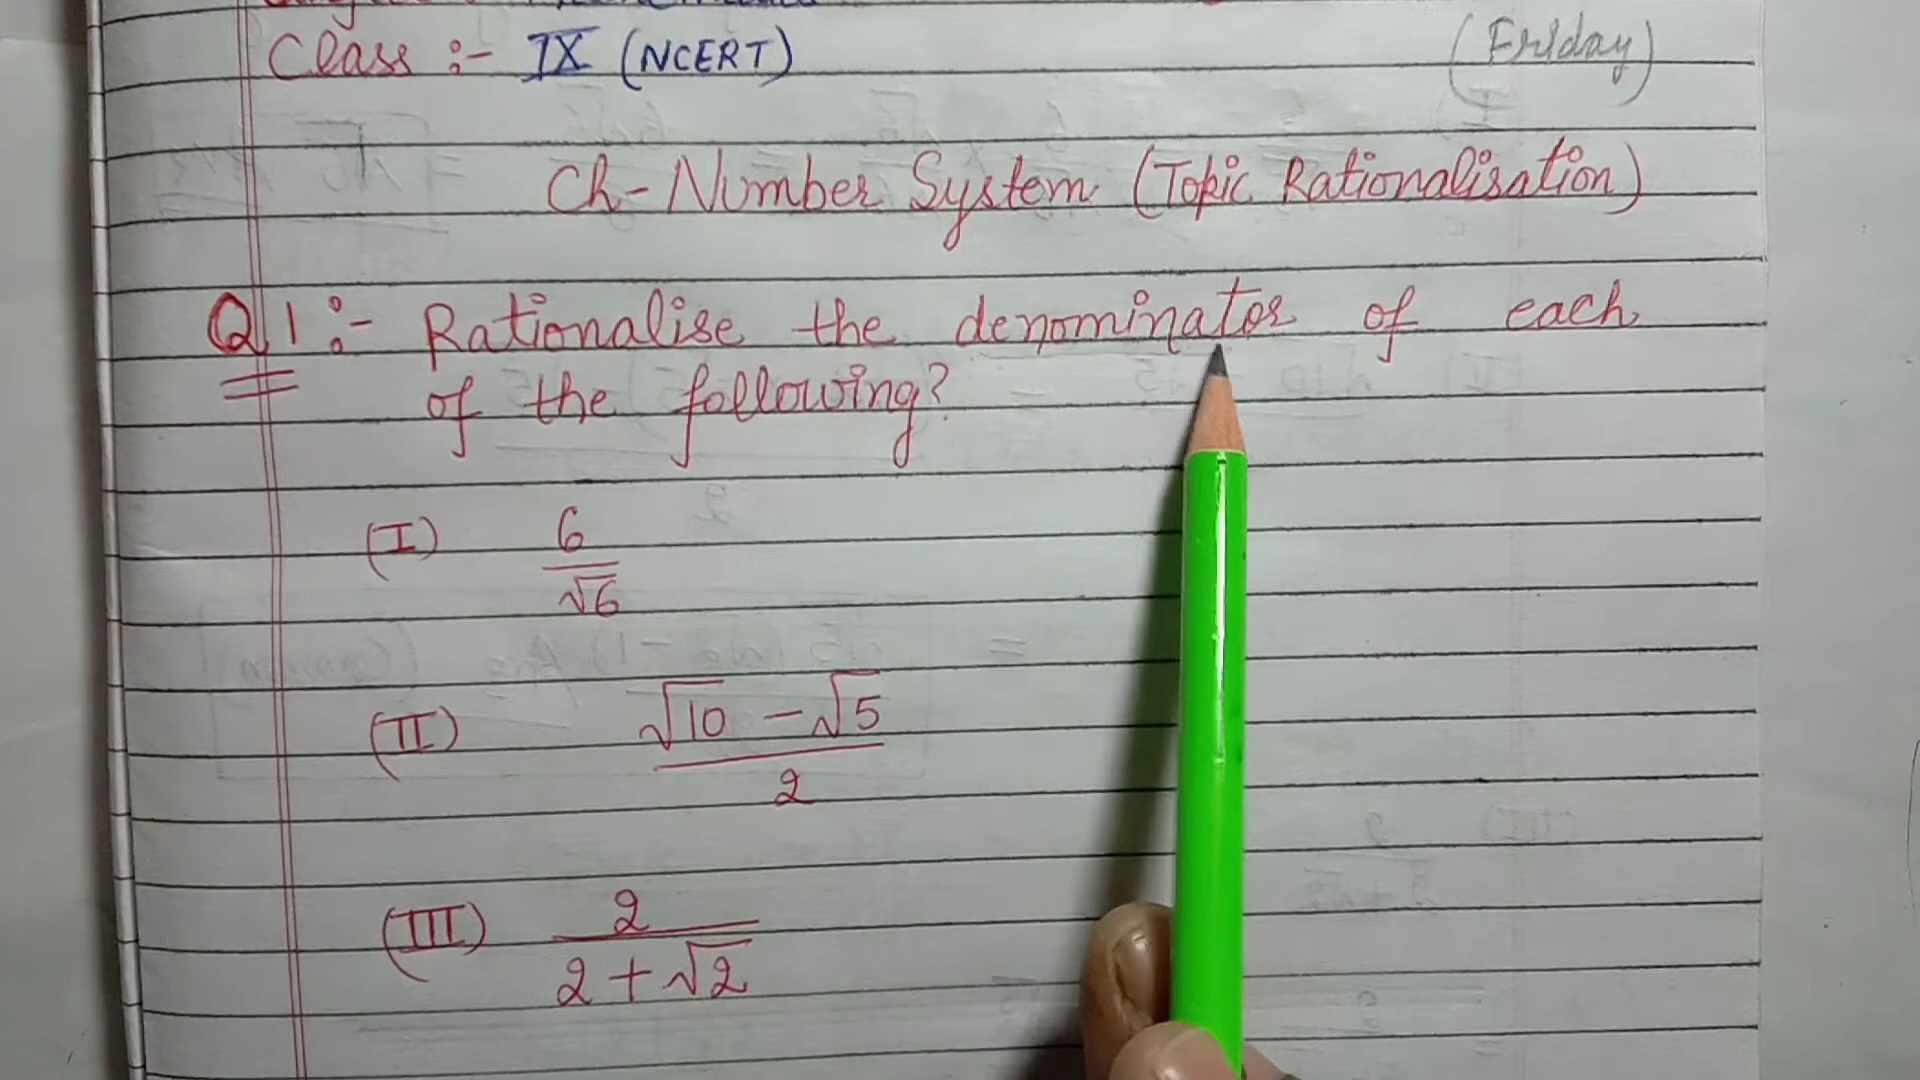 Class :- IX (NCERT)
(Friday)
Ch- Number System (Topic Rationalisation)
Q1:- Rationalise the denominator of each
of the following?
(I) 6/√6
(II) √10 - √5 / 2
(III) 2 / 2 + √2